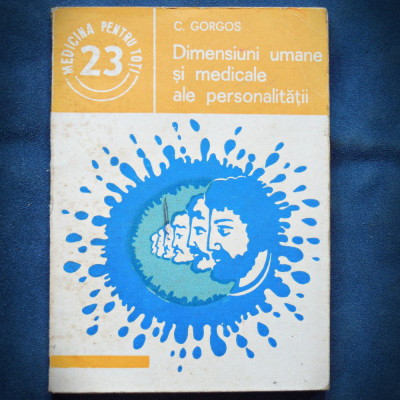 MEDICINA PENTRU TOȚI
23
C. GORGOS
Dimensiuni umane
și medicale
ale personalității